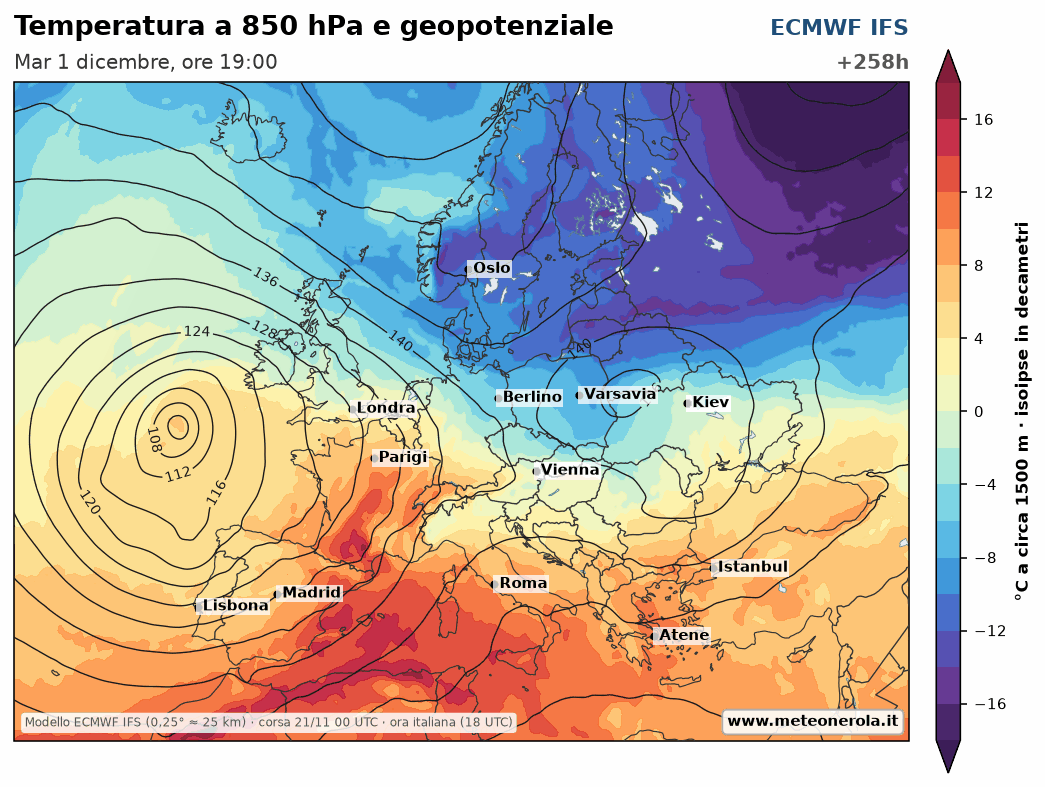 Temperatura a 850 hPa e geopotenziale
ECMWF IFS
Mar 1 dicembre, ore 19:00
+258h
136
124
128
140
140
108
112
116
120
Oslo
Berlino
Varsavia
Kiev
Londra
Parigi
Vienna
Istanbul
Roma
Madrid
Lisbona
Atene
16
12
8
4
0
−4
−8
−12
−16
°C a circa 1500 m · isoipse in decametri
Modello ECMWF IFS (0,25° ≈ 25 km) · corsa 21/11 00 UTC · ora italiana (18 UTC)
www.meteonerola.it